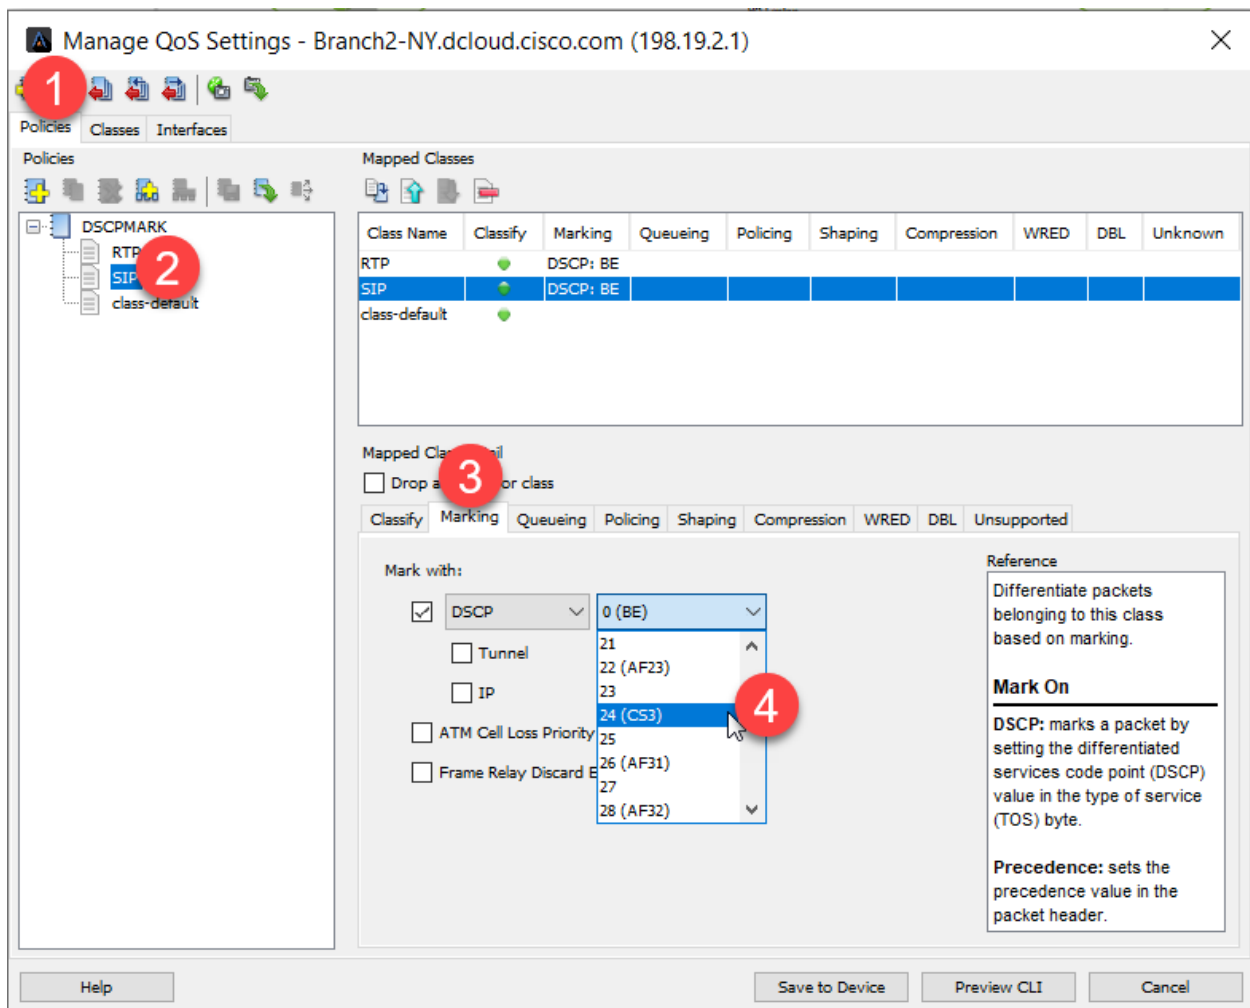 Manage QoS Settings - Branch2-NY.dcloud.cisco.com (198.19.2.1)
1
Policies Classes Interfaces
Policies
DSCPMARK
RTP
2
SIP
class-default
Mapped Classes
Class Name Classify Marking Queueing Policing Shaping Compression WRED DBL Unknown
RTP DSCP: BE
SIP DSCP: BE
class-default
3
Drop
or class
Classify Marking Queueing Policing Shaping Compression WRED DBL Unsupported
Mark with:
DSCP 0 (BE)
Tunnel
IP
ATM Cell Loss Priority
Frame Relay Discard
21
22 (AF23)
23
24 (CS3)
4
25
26 (AF31)
27
28 (AF32)
Reference
Differentiate packets
belonging to this class
based on marking.
Mark On
DSCP: marks a packet by
setting the differentiated
services code point (DSCP)
value in the type of service
(TOS) byte.
Precedence: sets the
precedence value in the
packet header.
Help Save to Device Preview CLI Cancel